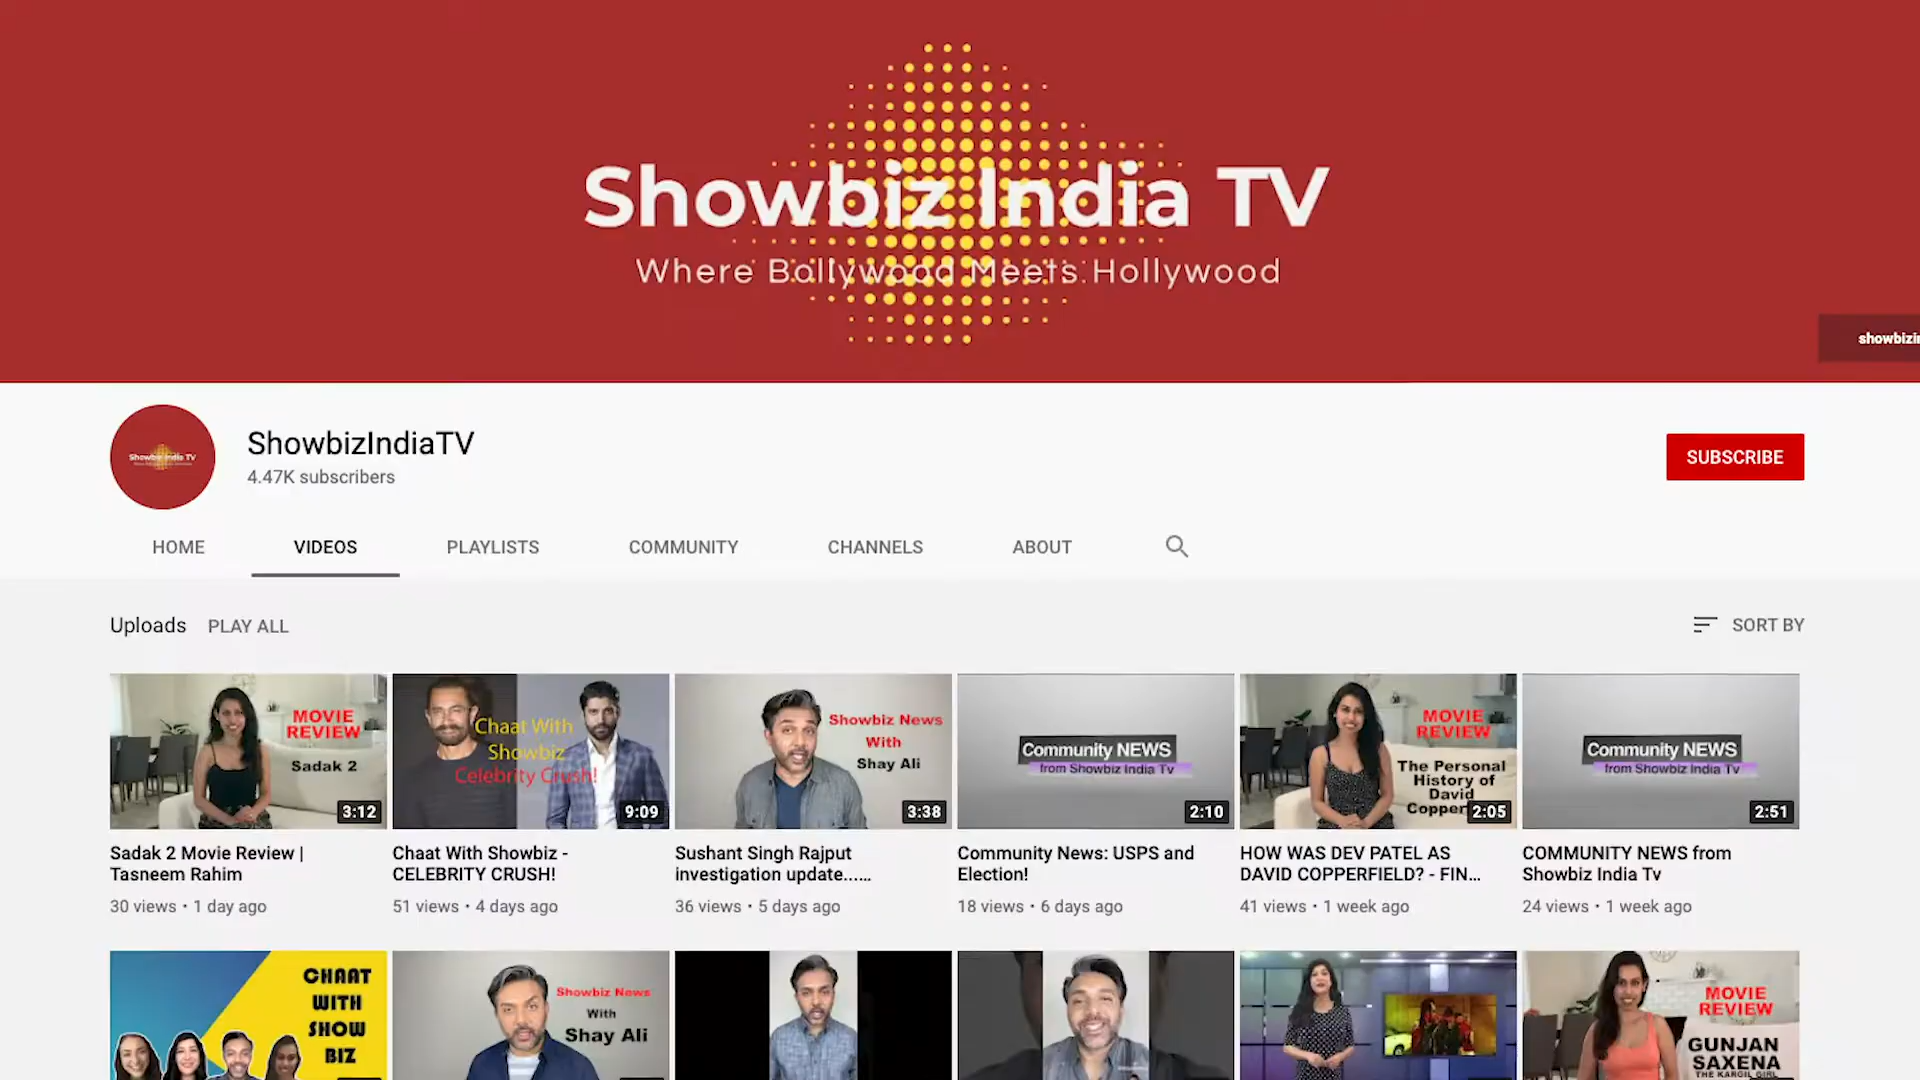 Showbiz India TV
Where Bollywood Meets Hollywood
ShowbizIndiaTV
4.47K subscribers
SUBSCRIBE
HOME
VIDEOS
PLAYLISTS
COMMUNITY
CHANNELS
ABOUT
Uploads
PLAY ALL
SORT BY
MOVIE
REVIEW
Sadak 2
3:12
Chaat With
Showbiz
Celebrity Crush!
9:09
Showbiz News
With
Shay Ali
3:38
Community NEWS
from Showbiz India Tv
2:10
MOVIE
REVIEW
The Personal
History of
David
2:05
Community NEWS
from Showbiz India Tv
2:51
Sadak 2 Movie Review |
Tasneem Rahim
30 views • 1 day ago
Chaat With Showbiz -
CELEBRITY CRUSH!
51 views • 4 days ago
Sushant Singh Rajput
investigation update......
36 views • 5 days ago
Community News: USPS and
Election!
18 views • 6 days ago
HOW WAS DEV PATEL AS
DAVID COPPERFIELD? - FIN...
41 views • 1 week ago
COMMUNITY NEWS from
Showbiz India Tv
24 views • 1 week ago
CHAAT
WITH
SHOW
BIZ
Showbiz News
With
Shay Ali
MOVIE
REVIEW
GUNJAN
SAXENA
THE KARGIL GIRL